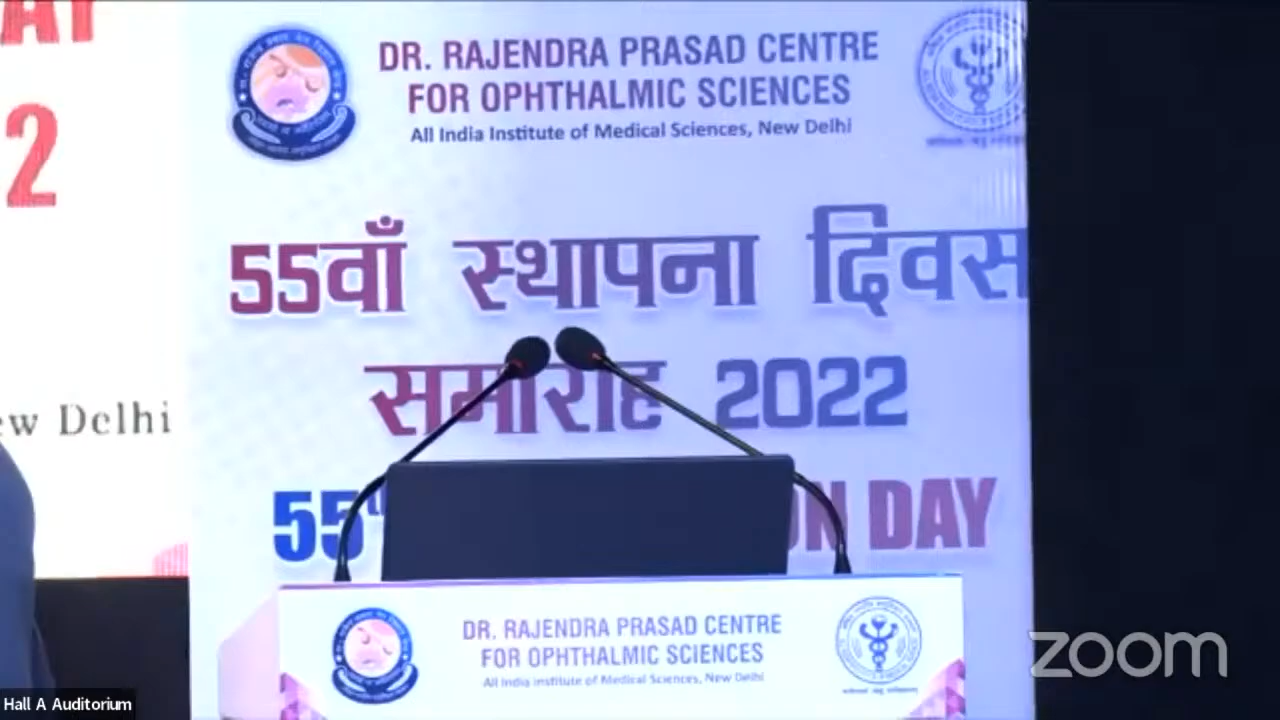 AY
2
ew Delhi
DR. RAJENDRA PRASAD CENTRE
FOR OPHTHALMIC SCIENCES
All India Institute of Medical Sciences, New Delhi
55वाँ स्थापना दिवस
समारोह 2022
55th
ON DAY
DR. RAJENDRA PRASAD CENTRE
FOR OPHTHALMIC SCIENCES
All India Institute of Medical Sciences, New Delhi
zoom
Hall A Auditorium